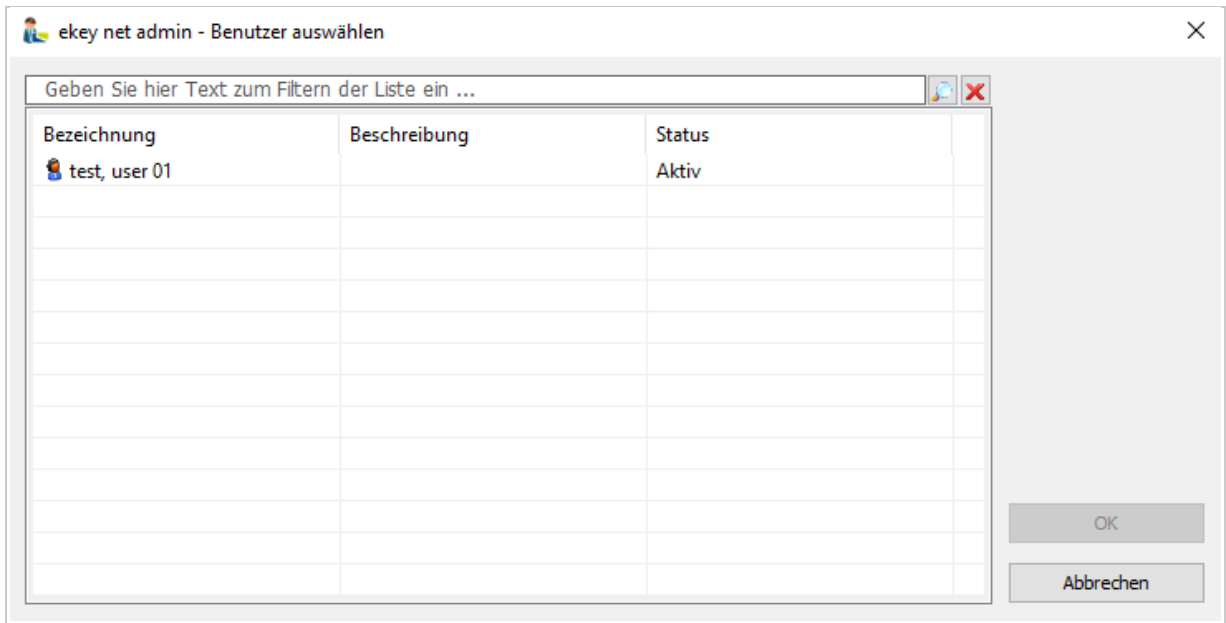 ekey net admin - Benutzer auswählen
Geben Sie hier Text zum Filtern der Liste ein ...
Bezeichnung Beschreibung Status
test, user 01 Aktiv
OK
Abbrechen